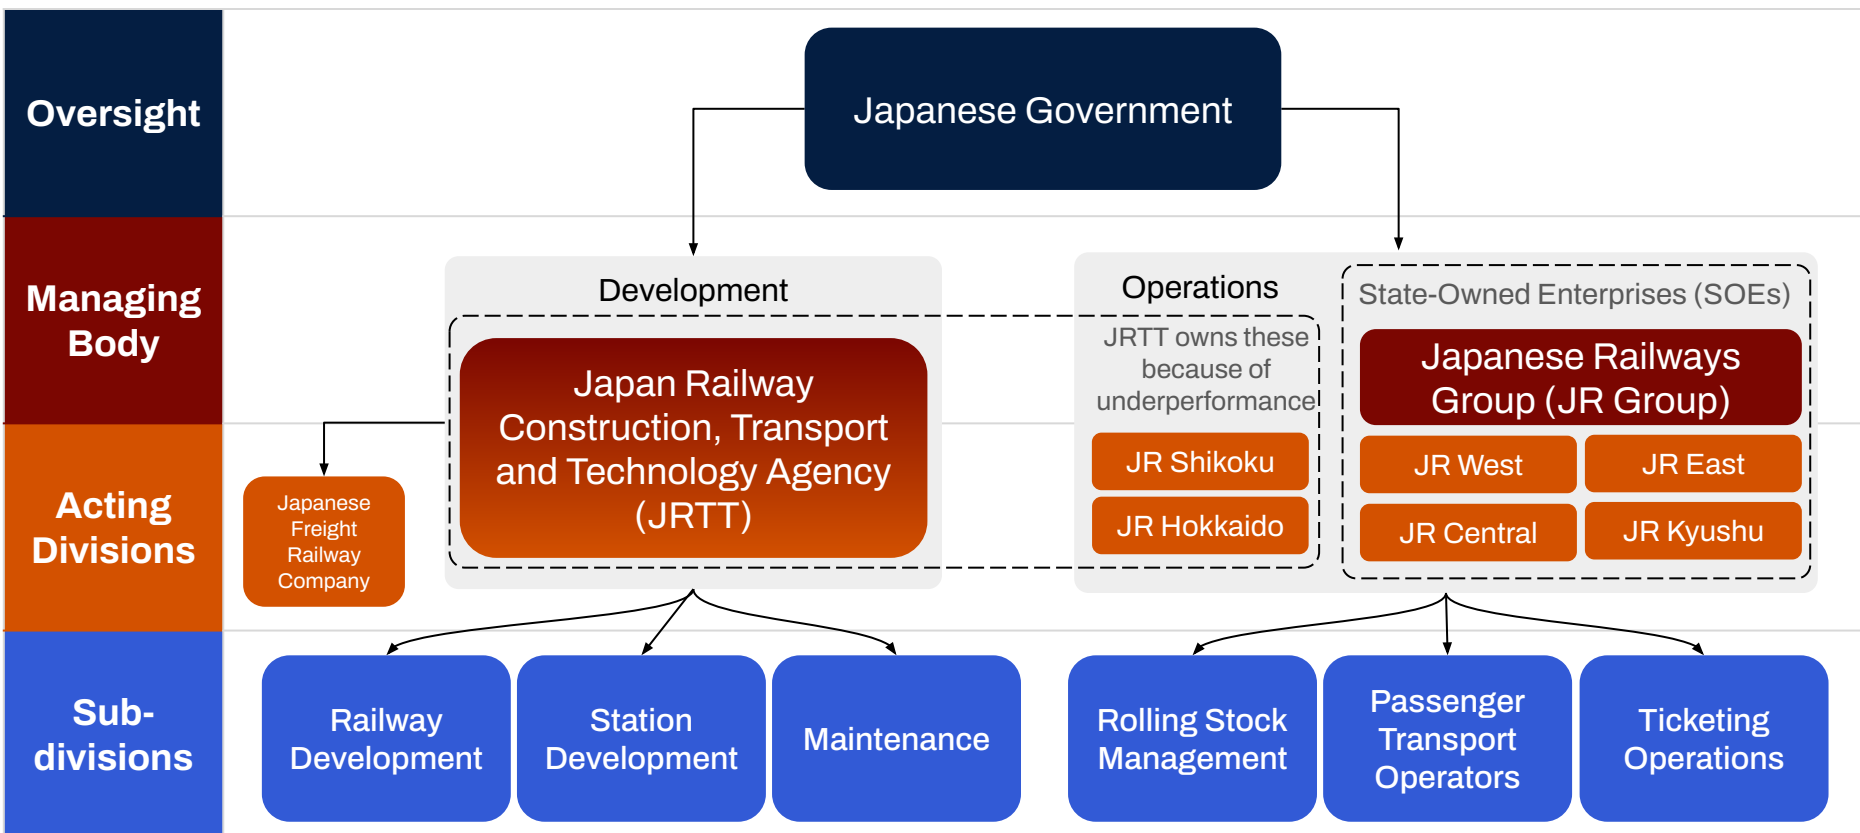 Oversight
Japanese Government
Managing
Body
Development
Operations
State-Owned Enterprises (SOEs)
JRTT owns these
because of
underperformance
Japanese Railways
Group (JR Group)
Japan Railway
Construction, Transport
and Technology Agency
(JRTT)
Acting
Divisions
Japanese
Freight
Railway
Company
JR Shikoku
JR Hokkaido
JR West
JR East
JR Central
JR Kyushu
Sub-
divisions
Railway
Development
Station
Development
Maintenance
Rolling Stock
Management
Passenger
Transport
Operators
Ticketing
Operations